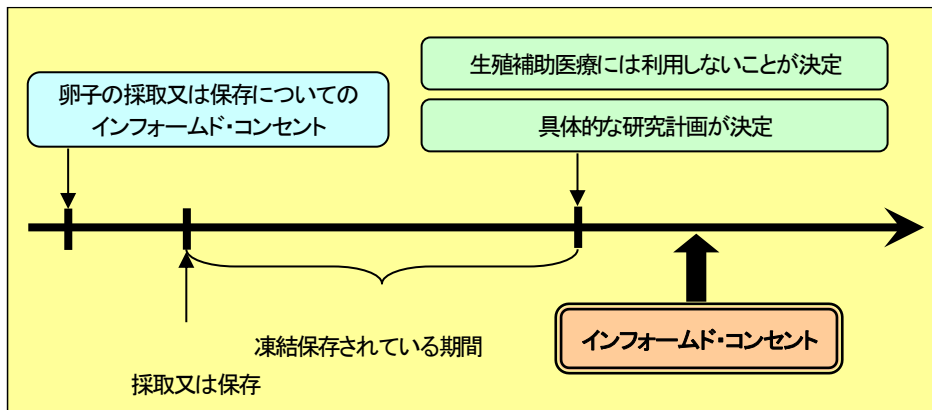 生殖補助医療には利用しないことが決定
卵子の採取又は保存についての
インフォームド・コンセント
具体的な研究計画が決定
凍結保存されている期間
インフォームド・コンセント
採取又は保存